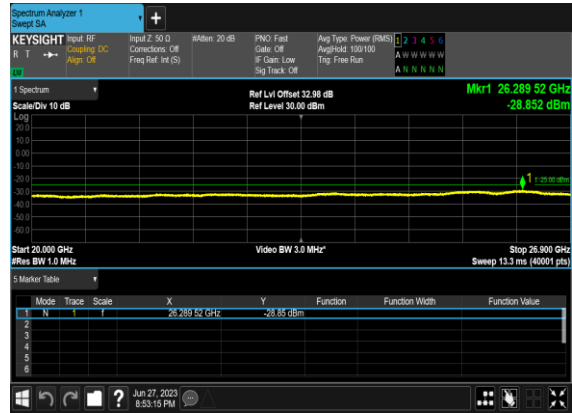 Spectrum Analyzer 1
Swept SA
+
KEYSIGHT Input: RF Input Z: 50 Ω #Atten: 20 dB PNO: Fast Avg Type: Power (RMS) 1 2 3 4 5 6
R T Coupling: DC Corrections: Off Gate: Off Avg|Hold: 100/100 A W W W W W
Align: Off Freq Ref: Int (S) IF Gain: Low Trig: Free Run
Sig Track: Off A N N N N N
1 Spectrum
Scale/Div 10 dB
Ref Lvl Offset 32.98 dB
Ref Level 30.00 dBm
Mkr1 26.289 52 GHz
-28.852 dBm
Log
20.0
10.0
0.00
-10.0
-20.0
-30.0
-40.0
-50.0
-60.0
1
-25.00 dBm
Start 20.000 GHz Video BW 3.0 MHz* Stop 26.900 GHz
#Res BW 1.0 MHz Sweep 13.3 ms (40001 pts)
5 Marker Table
Mode Trace Scale X Y Function Function Width Function Value
1 N 1 f 26.289 52 GHz -28.85 dBm
2
3
4
5
6
?
Jun 27, 2023
8:53:15 PM